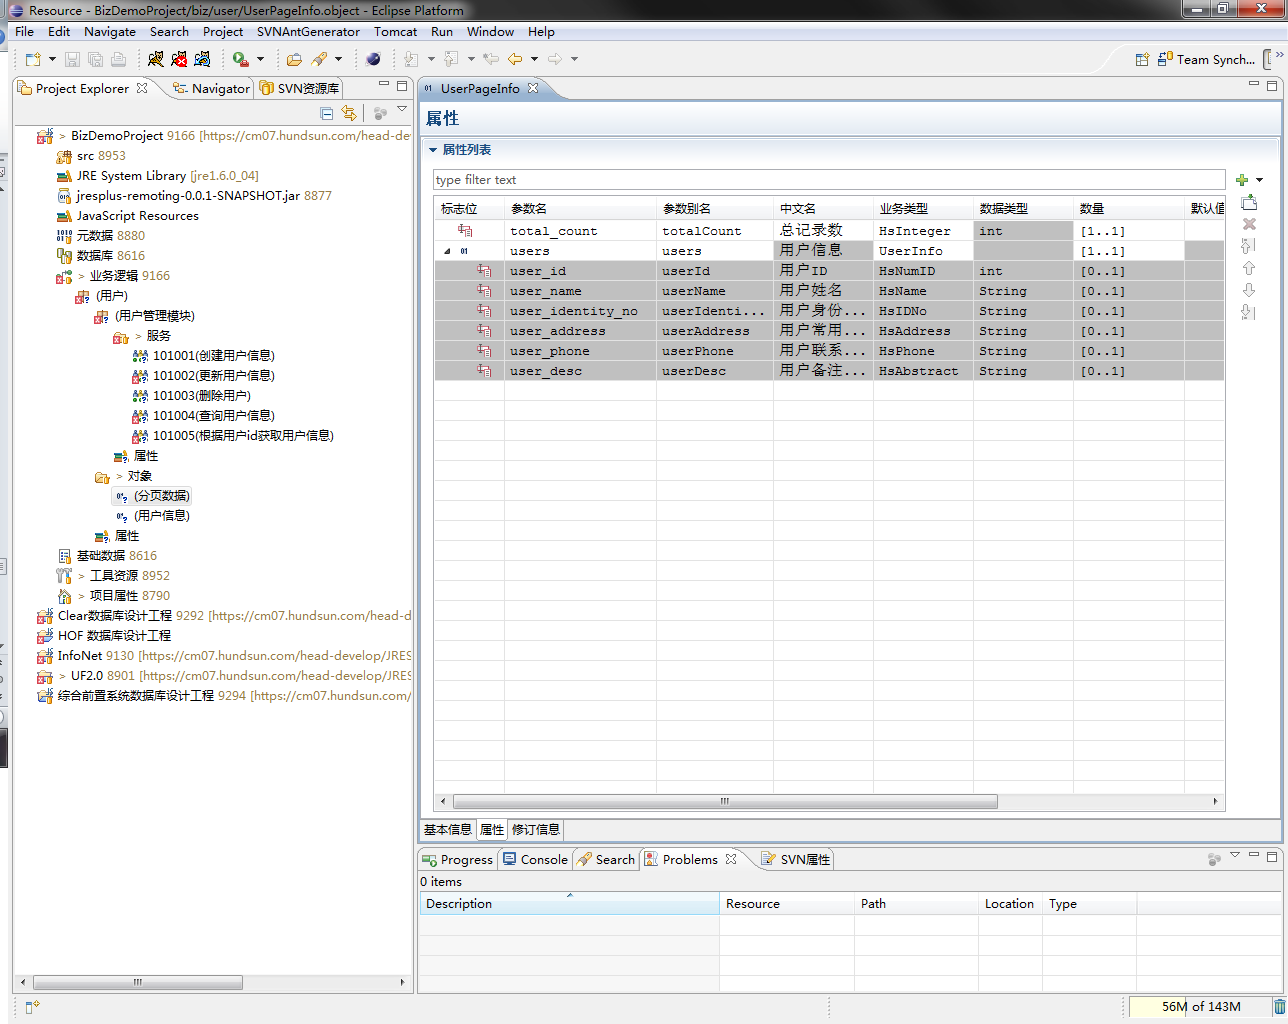 Resource - BizDemoProject/biz/user/UserPageInfo.object - Eclipse Platform
File Edit Navigate Search Project SVNAntGenerator Tomcat Run Window Help
Team Synch...
Project Explorer Navigator SVN资源库
> BizDemoProject 9166 [https://cm07.hundsun.com/head-de
src 8953
JRE System Library [jre1.6.0_04]
jresplus-remoting-0.0.1-SNAPSHOT.jar 8877
JavaScript Resources
元数据 8880
数据库 8616
> 业务逻辑 9166
(用户)
(用户管理模块)
> 服务
101001(创建用户信息)
101002(更新用户信息)
101003(删除用户)
101004(查询用户信息)
101005(根据用户id获取用户信息)
属性
> 对象
(分页数据)
(用户信息)
属性
基础数据 8616
> 工具资源 8952
> 项目属性 8790
Clear数据库设计工程 9292 [https://cm07.hundsun.com/head-d
HOF 数据库设计工程
InfoNet 9130 [https://cm07.hundsun.com/head-develop/JRES
> UF2.0 8901 [https://cm07.hundsun.com/head-develop/JRES
综合前置系统数据库设计工程 9294 [https://cm07.hundsun.com/
UserPageInfo
属性
属性列表
type filter text
标志位 参数名 参数别名 中文名 业务类型 数据类型 数量 默认值
total_count totalCount 总记录数 HsInteger int [1..1]
users users 用户信息 UserInfo [1..1]
user_id userId 用户ID HsNumID int [0..1]
user_name userName 用户姓名 HsName String [0..1]
user_identity_no userIdenti... 用户身份... HsIDNo String [0..1]
user_address userAddress 用户常用... HsAddress String [0..1]
user_phone userPhone 用户联系... HsPhone String [0..1]
user_desc userDesc 用户备注... HsAbstract String [0..1]
基本信息 属性 修订信息
Progress Console Search Problems SVN属性
0 items
Description Resource Path Location Type
56M of 143M